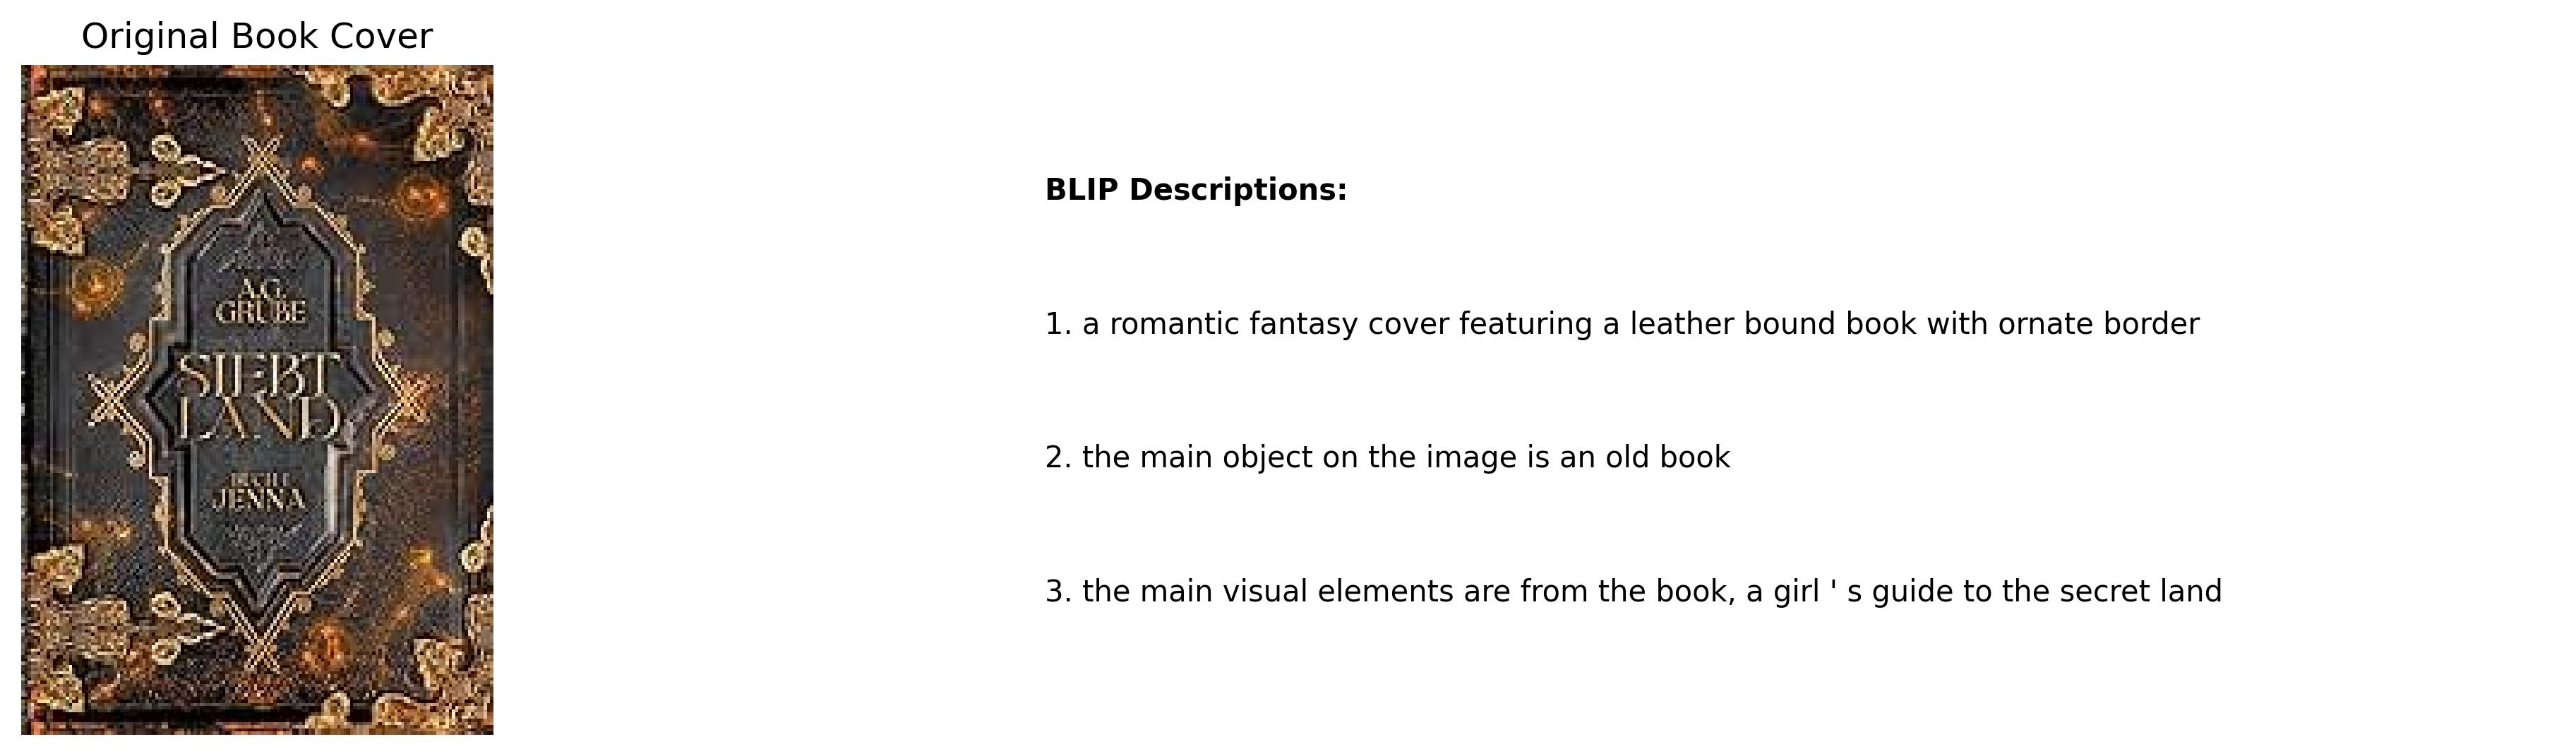 Original Book Cover
A.G.
GRUBE
SIEBT
LAND
BUCH I
JENNA
BLIP Descriptions:
1. a romantic fantasy cover featuring a leather bound book with ornate border
2. the main object on the image is an old book
3. the main visual elements are from the book, a girl ' s guide to the secret land